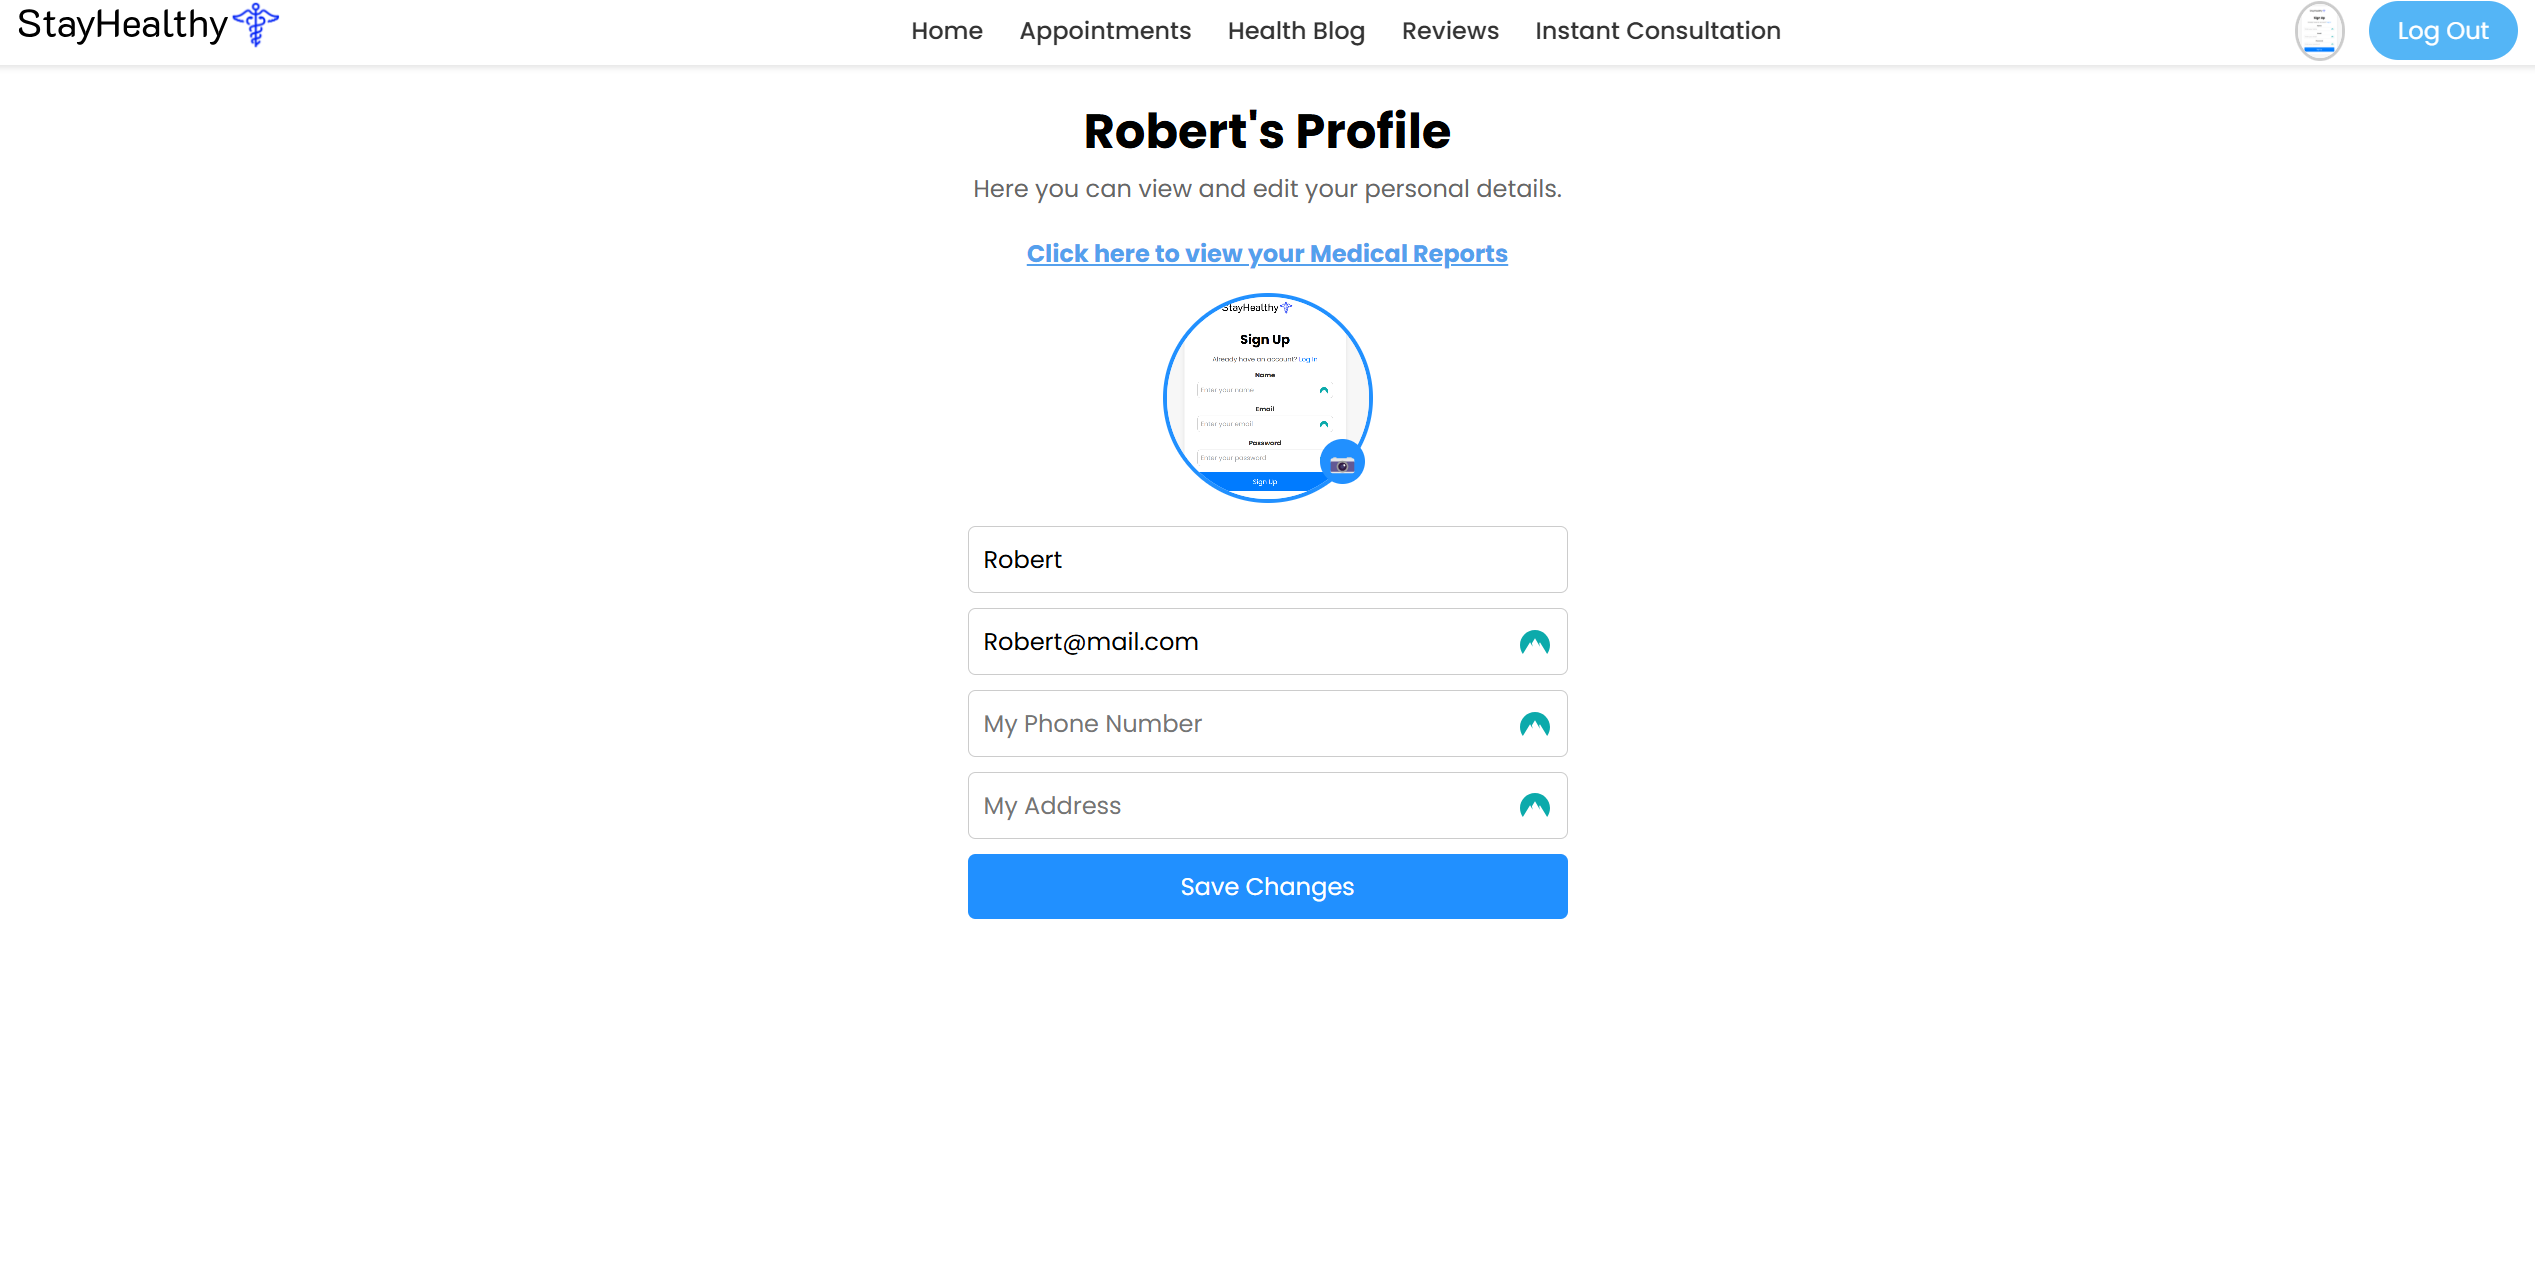 StayHealthy
Home Appointments Health Blog Reviews Instant Consultation
Log Out
Robert's Profile
Here you can view and edit your personal details.
Click here to view your Medical Reports
StayHealthy
Sign Up
Already have an account? Log In
Name
Enter your name
Email
Enter your email
Password
Enter your password
Sign Up
Robert
Robert@mail.com
My Phone Number
My Address
Save Changes